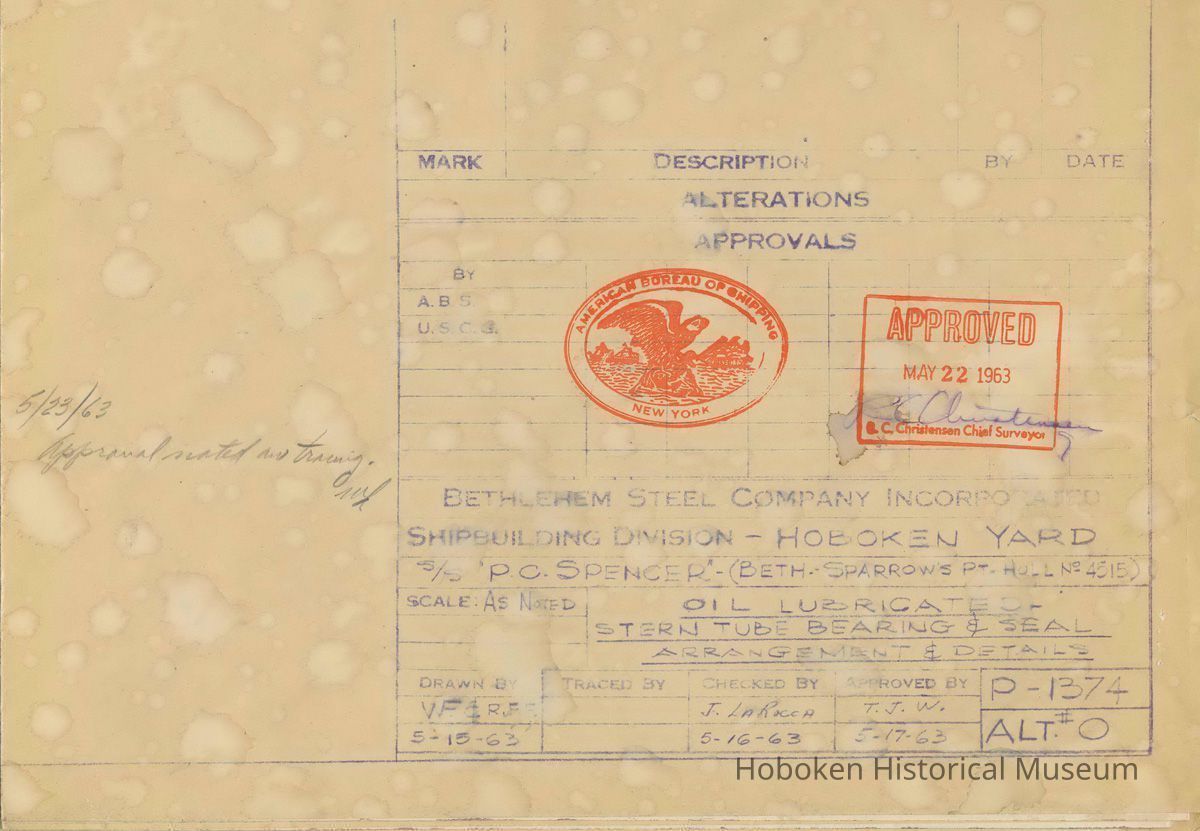 MARK DESCRIPTION BY DATE
ALTERATIONS
APPROVALS
BY
A.B.S.
U.S.C.G.
AMERICAN BUREAU OF SHIPPING
NEW YORK
APPROVED
MAY 22 1963
R.C. Christensen
R. C. Christensen Chief Surveyor
5/23/63
Approval noted on tracing.
BETHLEHEM STEEL COMPANY INCORPORATED
SHIPBUILDING DIVISION - HOBOKEN YARD
S/S "P.C. SPENCER"-(BETH.-SPARROW'S PT. HULL Nº 4515)
SCALE: AS NOTED
OIL LUBRICATED-
STERN TUBE BEARING & SEAL
ARRANGEMENT & DETAILS
DRAWN BY TRACED BY CHECKED BY APPROVED BY
V.F. & R.F. J. LAROCCA T.J.W.
5-15-63 5-16-63 5-17-63
P-1374
ALT.# 0
Hoboken Historical Museum